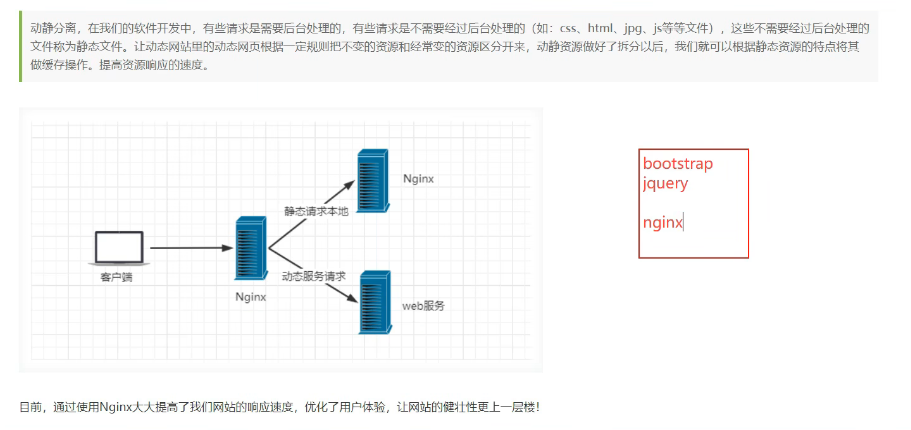 动静分离，在我们的软件开发中，有些请求是需要后台处理的，有些请求是不需要经过后台处理的（如：css、html、jpg、js等等文件），这些不需要经过后台处理的
文件称为静态文件。让动态网站里的动态网页根据一定规则把不变的资源和经常变的资源区分开来，动静资源做好了拆分以后，我们就可以根据静态资源的特点将其
做缓存操作。提高资源响应的速度。
Nginx
静态请求本地
客户端
Nginx
动态服务请求
web服务
bootstrap
jquery
nginx
目前，通过使用Nginx大大提高了我们网站的响应速度，优化了用户体验，让网站的健壮性更上一层楼！